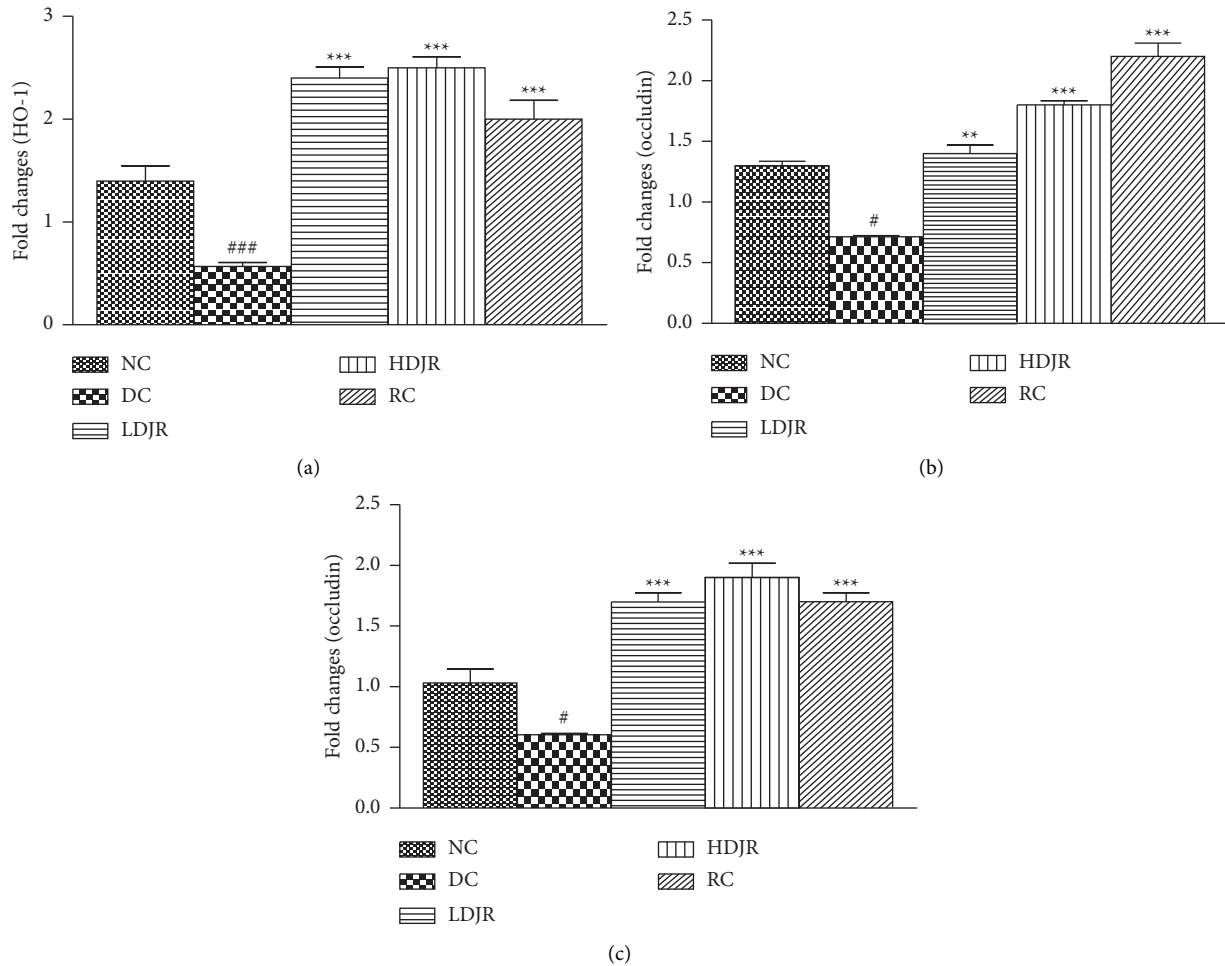 Fold changes (HO-1)
3
2
1
0
###
***
***
***
NC
DC
LDJR
HDJR
RC
(a)
Fold changes (occludin)
2.5
2.0
1.5
1.0
0.5
0.0
#
**
***
***
NC
DC
LDJR
HDJR
RC
(b)
Fold changes (occludin)
2.5
2.0
1.5
1.0
0.5
0.0
#
***
***
***
NC
DC
LDJR
HDJR
RC
(c)